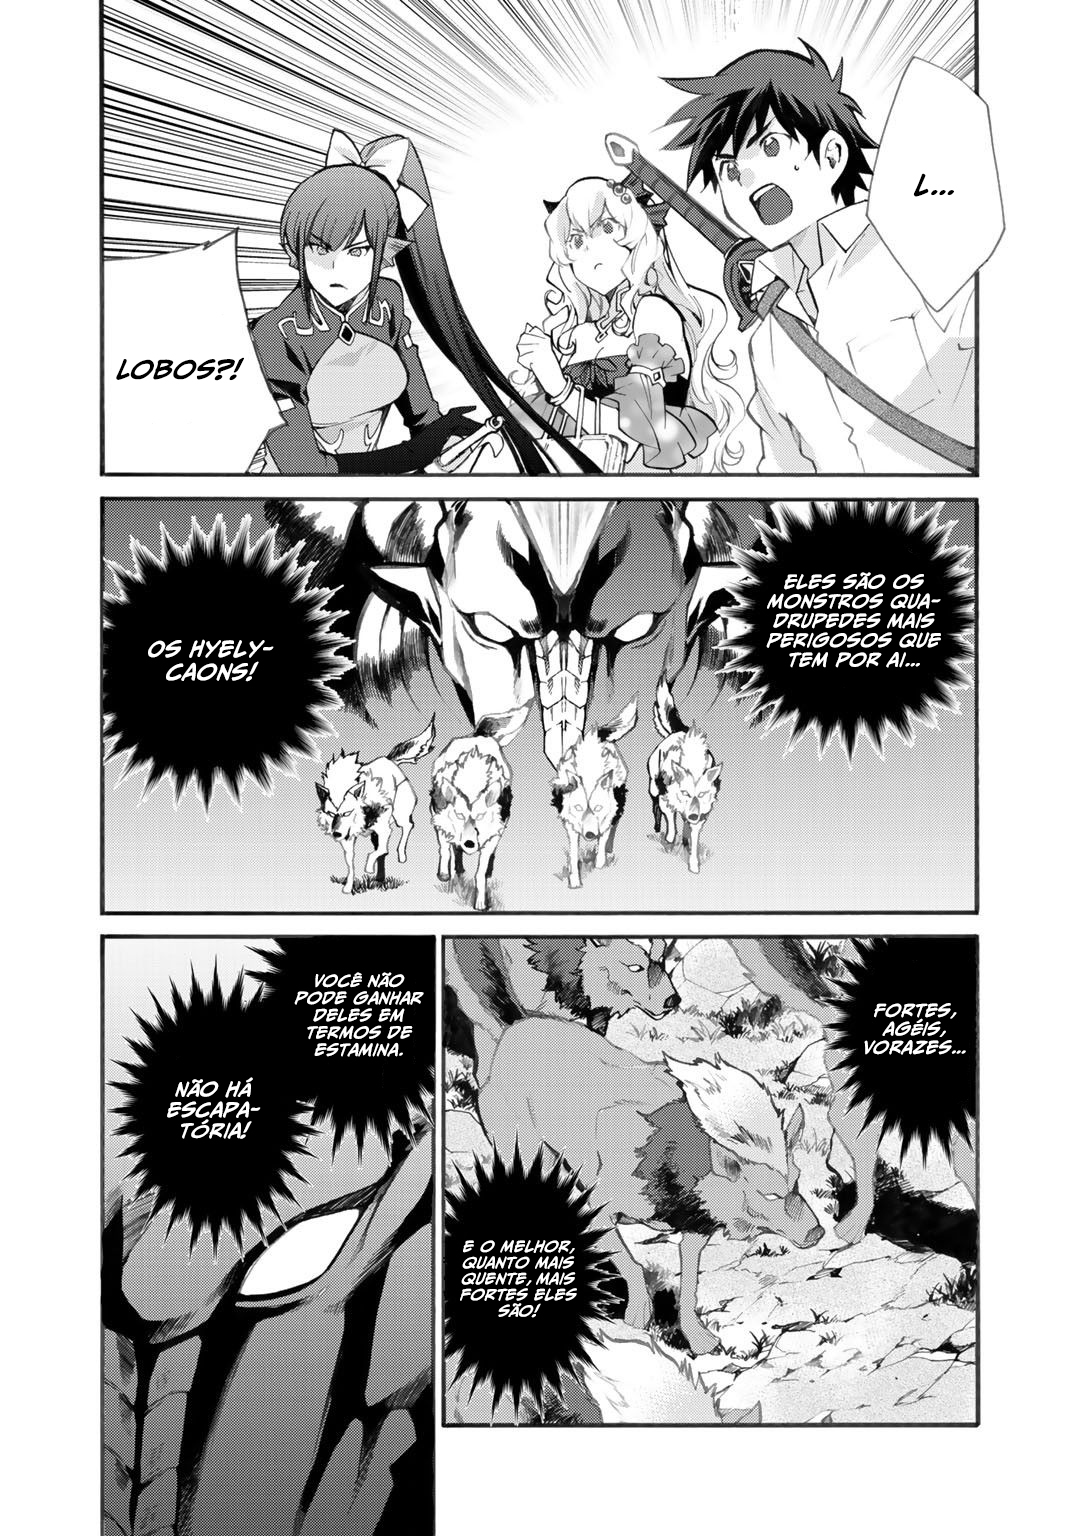 L...
LOBOS?!
ELES SÃO OS
MONSTROS QUA-
DRUPEDES MAIS
PERIGOSOS QUE
TEM POR AI...
OS HYELY-
CAONS!
FORTES,
AGÉIS,
VORAZES...
E O MELHOR,
QUANTO MAIS
QUENTE, MAIS
FORTES ELES
SÃO!
VOCÊ NÃO
PODE GANHAR
DELES EM
TERMOS DE
ESTAMINA.
NÃO HÁ
ESCAPA-
TÓRIA!